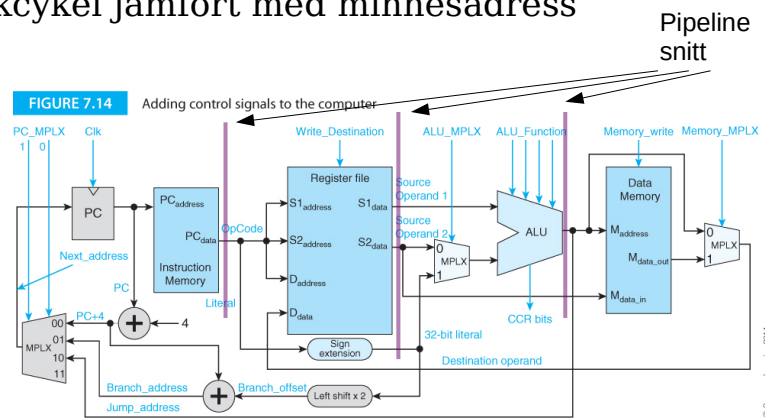 kcykel jämfört med minnesadress
Pipeline
snitt
FIGURE 7.14 Adding control signals to the computer
PC_MPLX Clk Write_Destination ALU_MPLX ALU_Function Memory_write Memory_MPLX
1 0
PC
PCaddress
PCdata
Instruction
Memory
OpCode
Literal
Register file
S1address S1data
S2address S2data
Daddress
Ddata
Source
Operand 1
Source
Operand 2
0
MPLX
1
ALU
CCR bits
Data
Memory
Maddress
Mdata_out
Mdata_in
0
MPLX
1
Next_address
PC
PC+4
+
4
MPLX
00
01
10
11
Sign
extension
32-bit literal
Destination operand
Branch_address
+
Branch_offset
Left shift x 2
Jump_address